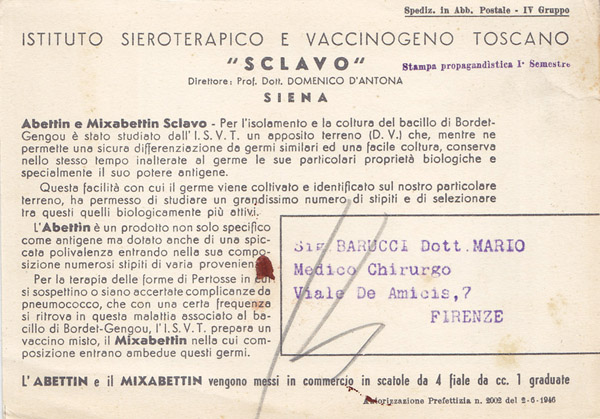 Spediz. in Abb. Postale - IV Gruppo
ISTITUTO SIEROTERAPICO E VACCINOGENO TOSCANO
"SCLAVO"
Stampa propagandistica 1° Semestre
Direttore: Prof. Dott. DOMENICO D'ANTONA
SIENA
Abettin e Mixabettin Sclavo - Per l'isolamento e la coltura del bacillo di Bordet-
Gengou è stato studiato dall'I.S.V.T. un apposito terreno (D.V.) che, mentre ne
permette una sicura differenziazione da germi similari ed una facile coltura, conserva
nello stesso tempo inalterate al germe le sue particolari proprietà biologiche e
specialmente il suo potere antigene.
Questa facilità con cui il germe viene coltivato e identificato sul nostro particolare
terreno, ha permesso di studiare un grandissimo numero di stipiti e di selezionare
tra questi quelli biologicamente più attivi.
L'Abettin è un prodotto non solo specifico
come antigene ma dotato anche di una spic-
cata polivalenza entrando nella sua compo-
sizione numerosi stipiti di varia provenienza.
Per la terapia delle forme di Pertosse in cui
si sospettino o siano accertate complicanze da
pneumococco, che con una certa frequenza
si ritrova in questa malattia associato al ba-
cillo di Bordet-Gengou, l'I.S.V.T. prepara un
vaccino misto, il Mixabettin nella cui com-
posizione entrano ambedue questi germi.
Sig. BARUCCI Dott. MARIO
Medico Chirurgo
Viale De Amicis,7
FIRENZE
L'ABETTIN e il MIXABETTIN vengono messi in commercio in scatole da 4 fiale da cc. 1 graduate
Autorizzazione Prefettizia n. 2002 del 2-6-1946